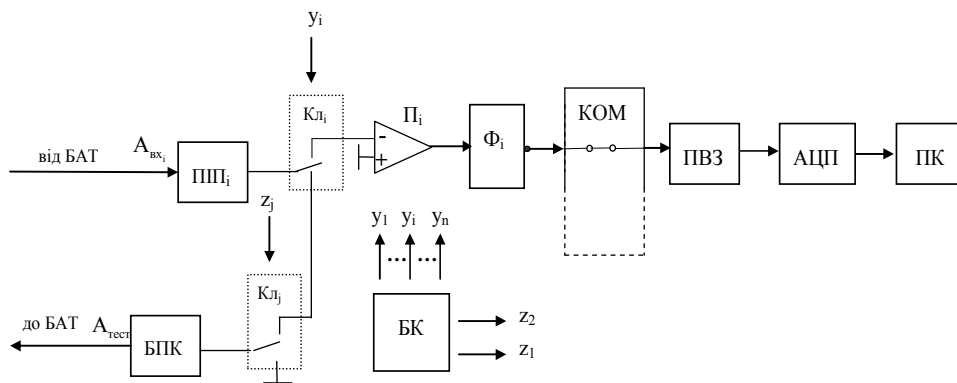 yᵢ
Клᵢ
Пᵢ
КОМ
від БАТ
Aвхᵢ
ПІПᵢ
-
+
Фᵢ
ПВЗ
АЦП
ПК
zⱼ
y₁ yᵢ yₙ
... ...
Клⱼ
до БАТ
Aтест
БПК
БК
z₂
z₁